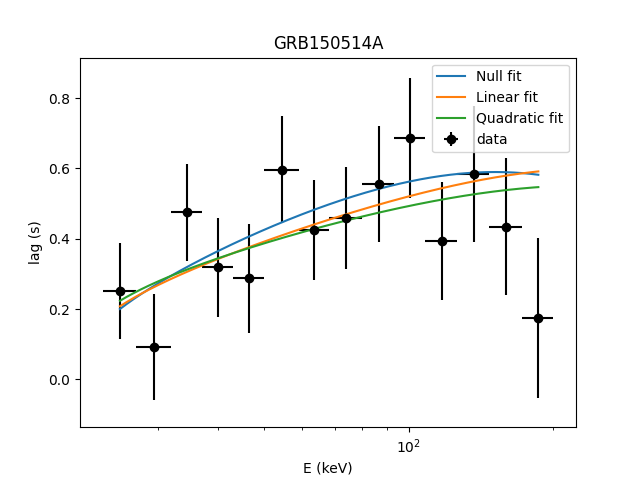 GRB150514A
Null fit
Linear fit
Quadratic fit
data
0.8
0.6
0.4
0.2
0.0
lag (s)
10²
E (keV)